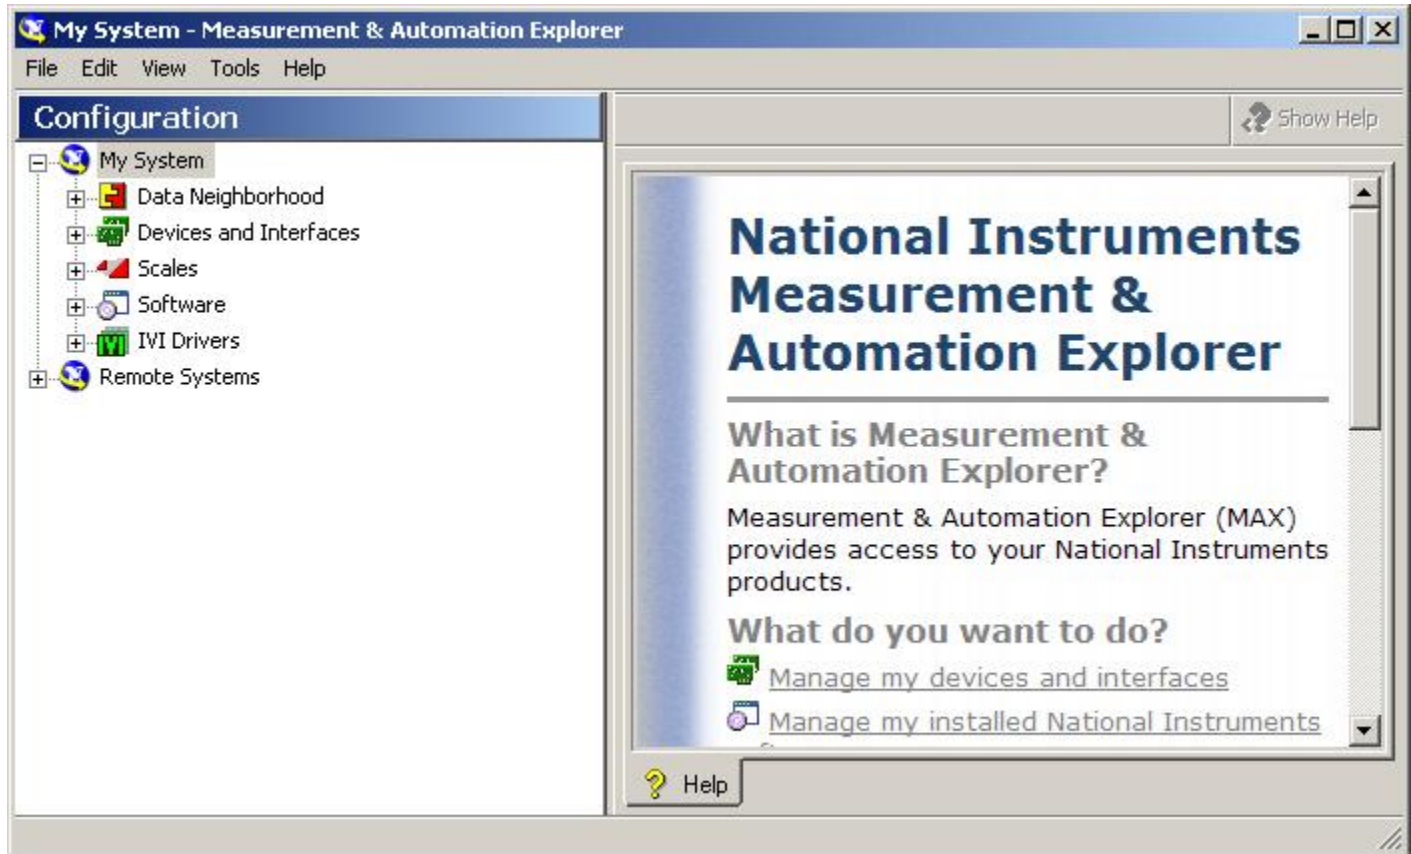 My System - Measurement & Automation Explorer
File Edit View Tools Help
Configuration
Show Help
My System
Data Neighborhood
Devices and Interfaces
Scales
Software
IVI Drivers
Remote Systems
National Instruments
Measurement &
Automation Explorer
What is Measurement &
Automation Explorer?
Measurement & Automation Explorer (MAX)
provides access to your National Instruments
products.
What do you want to do?
Manage my devices and interfaces
Manage my installed National Instruments
Help